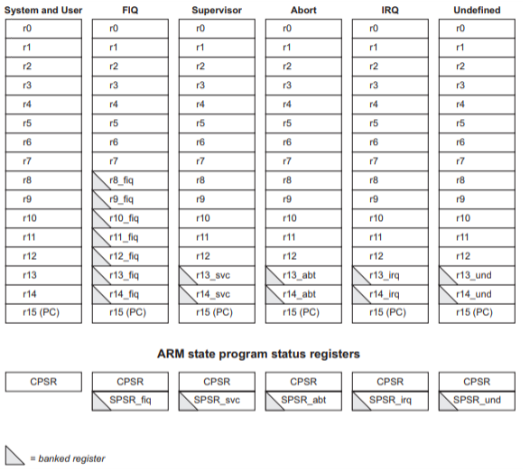 System and User FIQ Supervisor Abort IRQ Undefined
r0 r0 r0 r0 r0 r0
r1 r1 r1 r1 r1 r1
r2 r2 r2 r2 r2 r2
r3 r3 r3 r3 r3 r3
r4 r4 r4 r4 r4 r4
r5 r5 r5 r5 r5 r5
r6 r6 r6 r6 r6 r6
r7 r7 r7 r7 r7 r7
r8 r8_fiq r8 r8 r8 r8
r9 r9_fiq r9 r9 r9 r9
r10 r10_fiq r10 r10 r10 r10
r11 r11_fiq r11 r11 r11 r11
r12 r12_fiq r12 r12 r12 r12
r13 r13_fiq r13_svc r13_abt r13_irq r13_und
r14 r14_fiq r14_svc r14_abt r14_irq r14_und
r15 (PC) r15 (PC) r15 (PC) r15 (PC) r15 (PC) r15 (PC)
ARM state program status registers
CPSR CPSR CPSR CPSR CPSR CPSR
SPSR_fiq SPSR_svc SPSR_abt SPSR_irq SPSR_und
= banked register